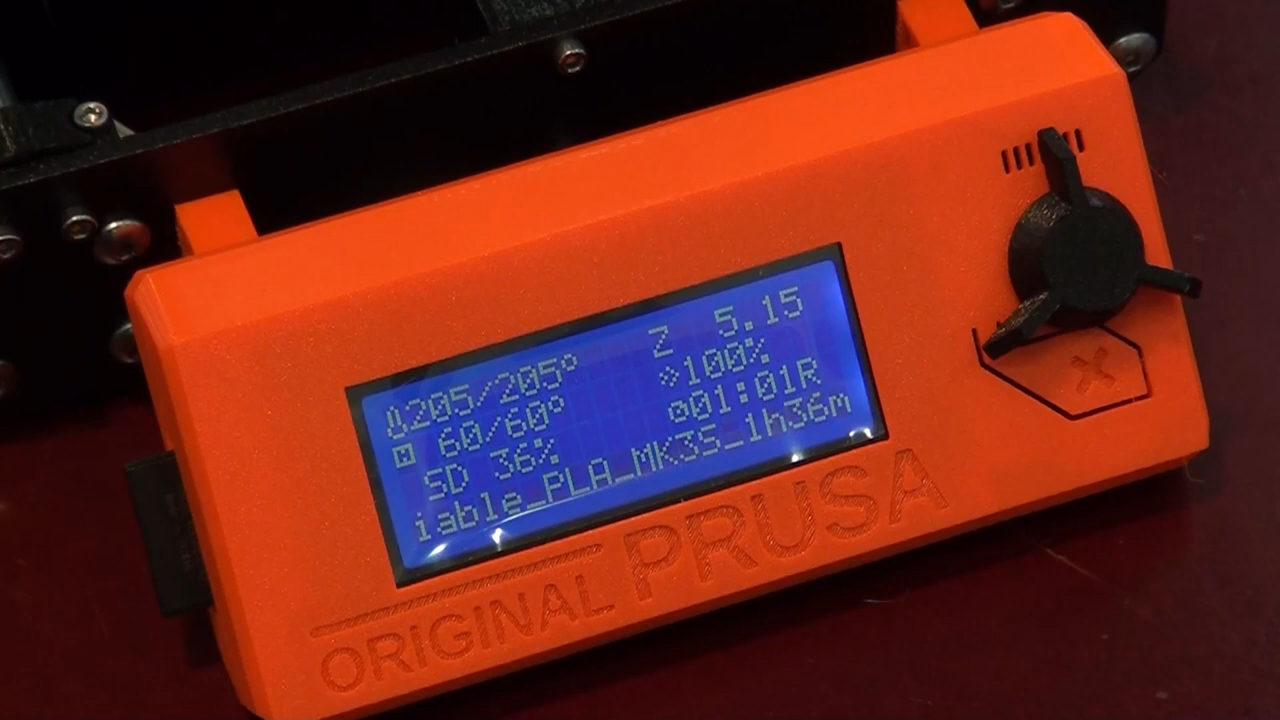 205/205° Z 5.15
60/60° 100%
SD 36% 01:01R
iable_PLA_MK3S_1h36m
ORIGINAL PRUSA